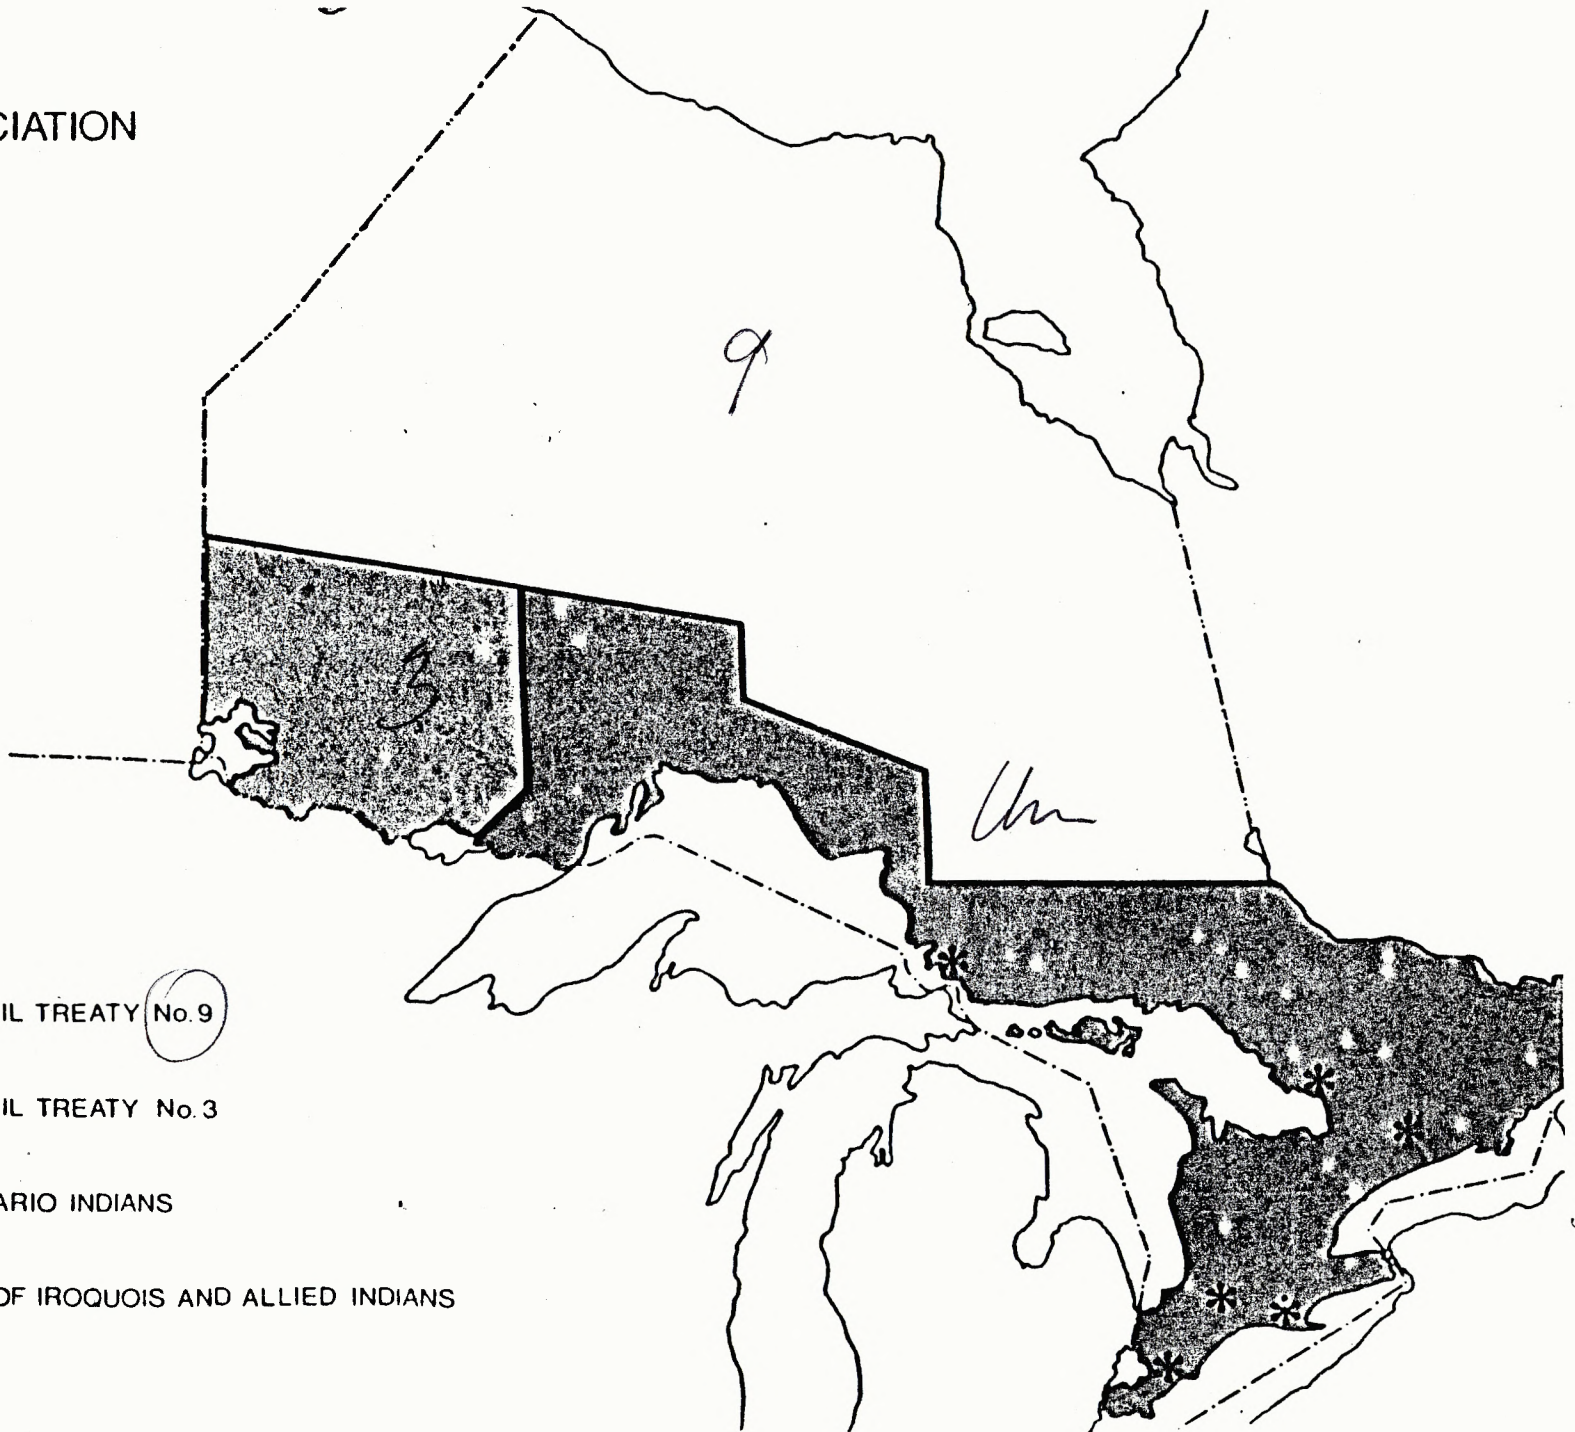 CIATION
9
3
IL TREATY No. 9
IL TREATY No. 3
ARIO INDIANS
OF IROQUOIS AND ALLIED INDIANS